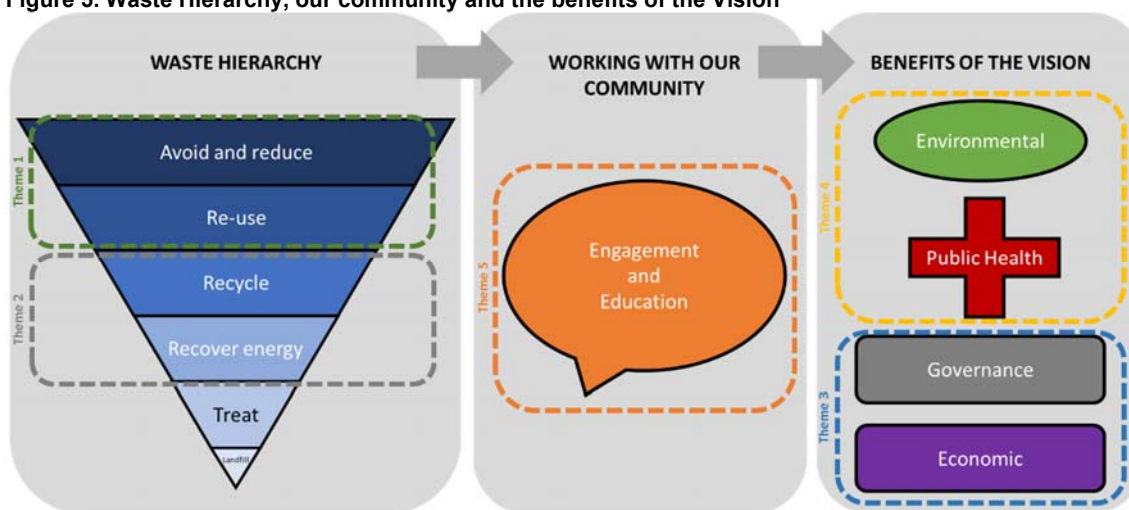 Figure 5: Waste Hierarchy, our community and the benefits of the Vision
WASTE HIERARCHY
Theme 1
Avoid and reduce
Re-use
Theme 2
Recycle
Recover energy
Treat
Landfill
WORKING WITH OUR
COMMUNITY
Theme 5
Engagement
and
Education
BENEFITS OF THE VISION
Theme 4
Environmental
Public Health
Theme 3
Governance
Economic